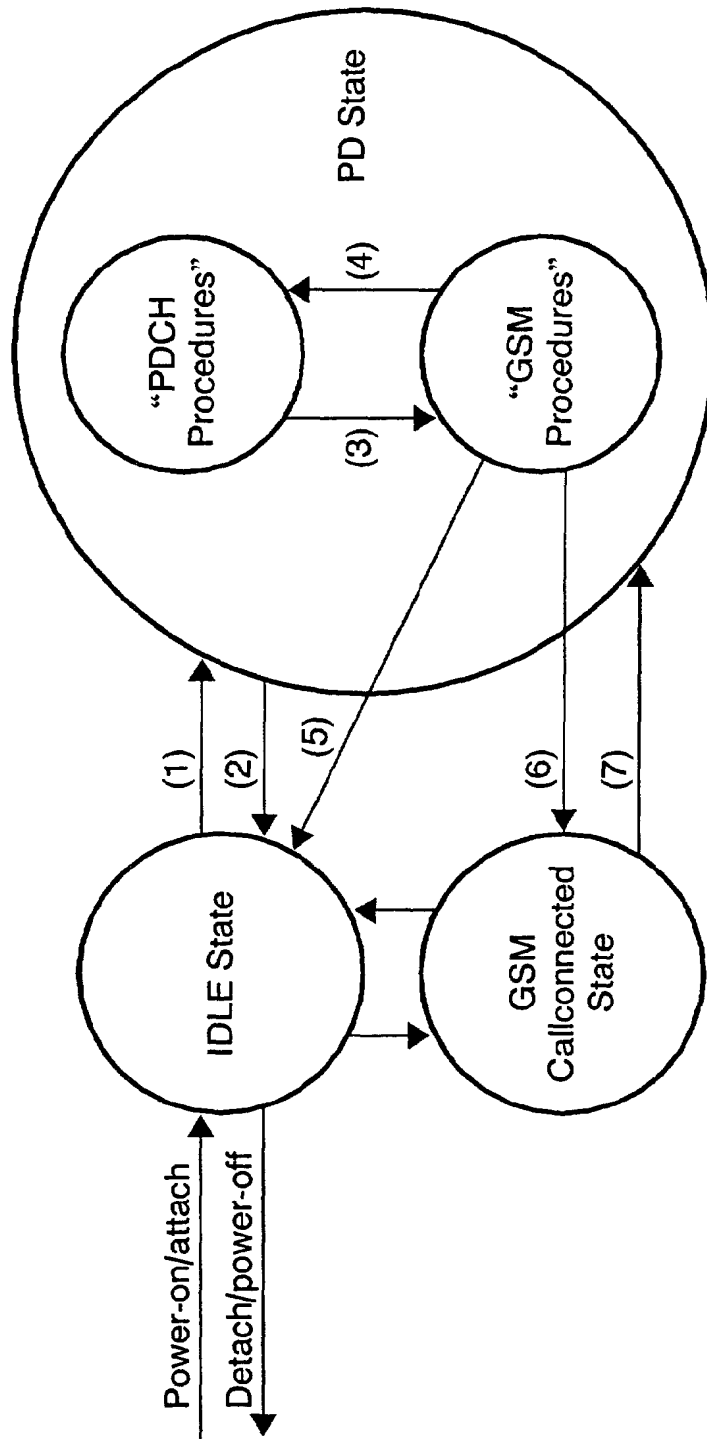 Power-on/attach
Detach/power-off
IDLE State
GSM
Callconnected
State
(1)
(2)
(5)
(6)
(7)
"PDCH
Procedures"
(3)
(4)
"GSM
Procedures"
PD State